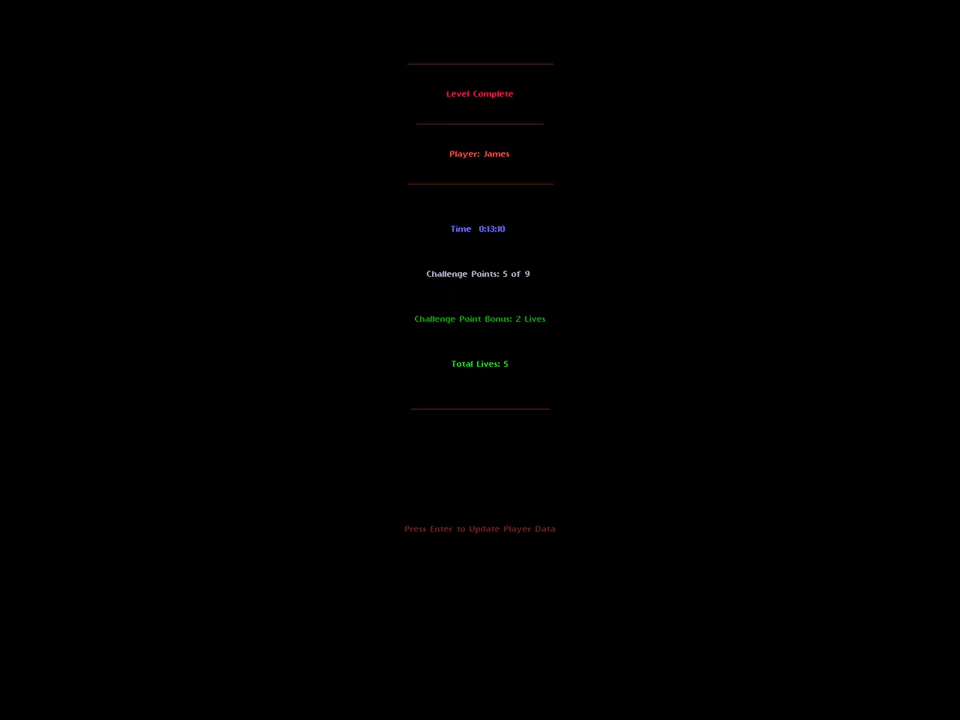 Level Complete
Player: James
Time 0:13:10
Challenge Points: 5 of 9
Challenge Point Bonus: 2 Lives
Total Lives: 5
Press Enter to Update Player Data